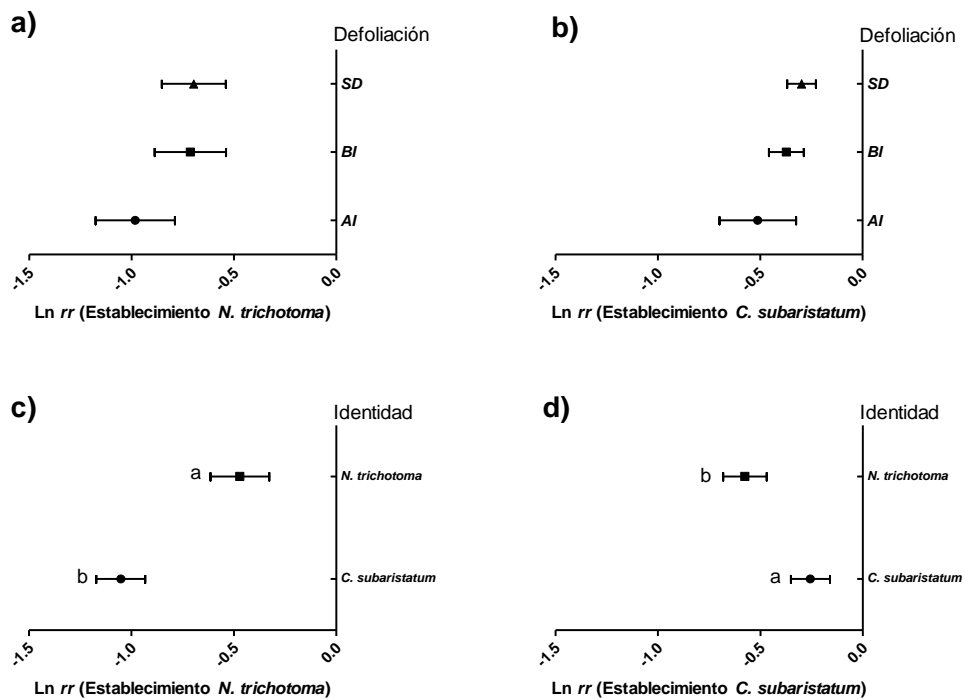 a)
Defoliación
SD
BI
AI
-1.5
-1.0
-0.5
0.0
Ln rr (Establecimiento N. trichotoma)
b)
Defoliación
SD
BI
AI
-1.5
-1.0
-0.5
0.0
Ln rr (Establecimiento C. subaristatum)
c)
Identidad
a
N. trichotoma
b
C. subaristatum
-1.5
-1.0
-0.5
0.0
Ln rr (Establecimiento N. trichotoma)
d)
Identidad
b
N. trichotoma
a
C. subaristatum
-1.5
-1.0
-0.5
0.0
Ln rr (Establecimiento C. subaristatum)